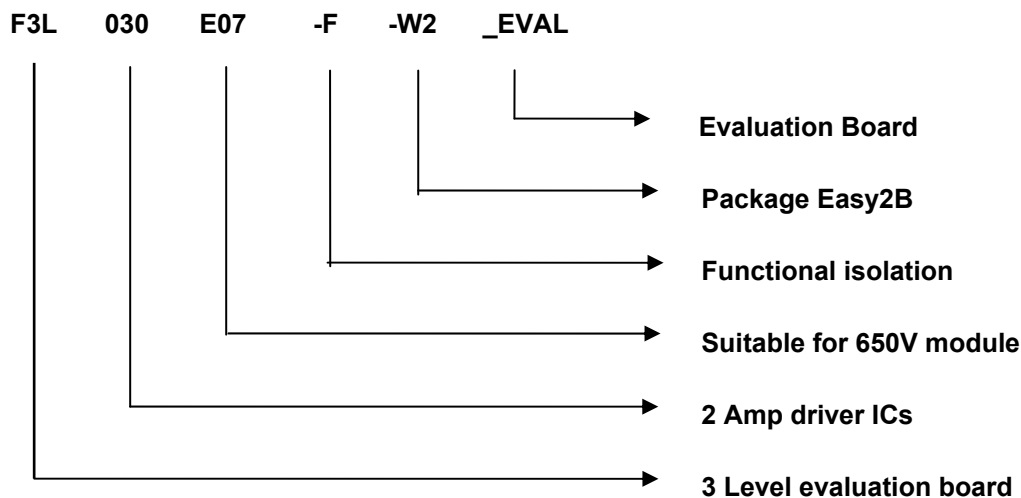 F3L 030 E07 -F -W2 _EVAL
Evaluation Board
Package Easy2B
Functional isolation
Suitable for 650V module
2 Amp driver ICs
3 Level evaluation board